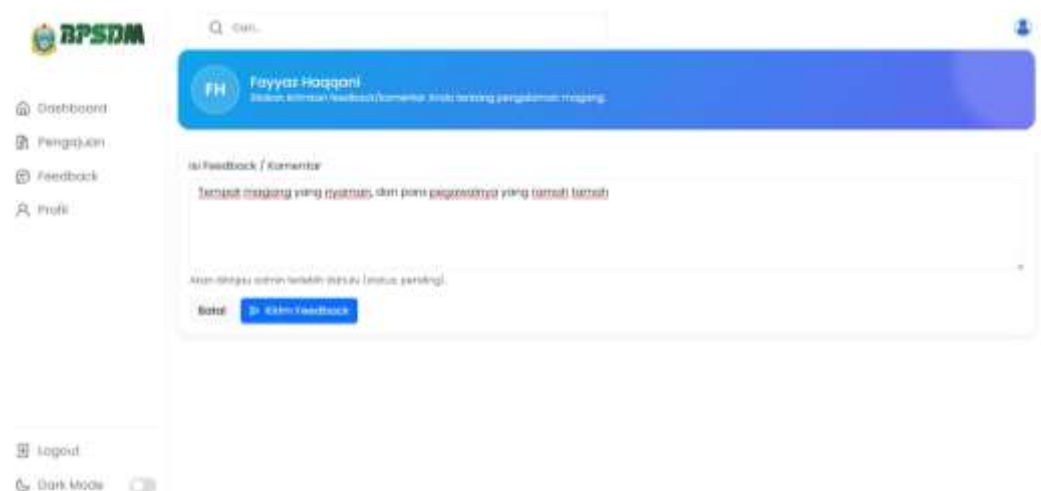 BPSDM
Cari...
FH
Fayyaz Haqqani
Silakan kirimkan feedback/komentar Anda tentang pengalaman magang.
Dashboard
Pengajuan
Feedback
Profil
Isi Feedback / Komentar
Tempat magang yang nyaman, dan para pegawainya yang ramah tamah
Akan ditinjau admin terlebih dahulu (status: pending).
Batal
Kirim Feedback
Logout
Dark Mode